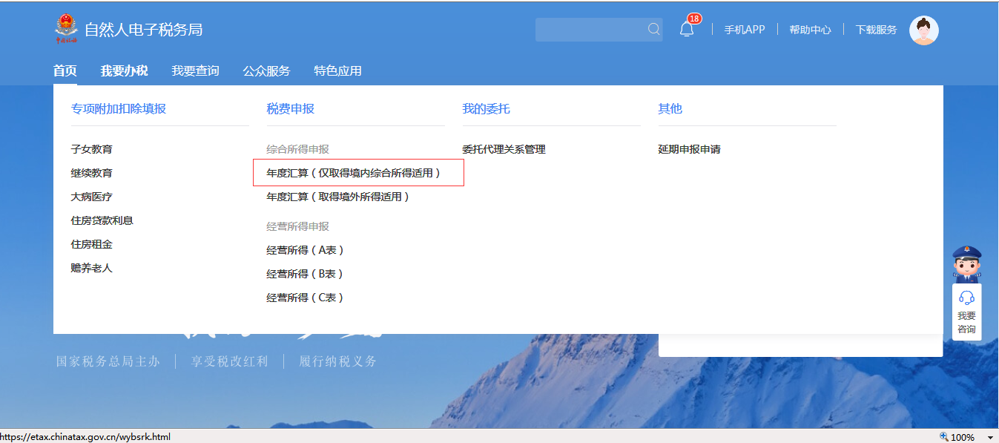 自然人电子税务局
18
手机APP
帮助中心
下载服务
首页
我要办税
我要查询
公众服务
特色应用
专项附加扣除填报
税费申报
我的委托
其他
子女教育
继续教育
大病医疗
住房贷款利息
住房租金
赡养老人
综合所得申报
年度汇算（仅取得境内综合所得适用）
年度汇算（取得境外所得适用）
经营所得申报
经营所得（A表）
经营所得（B表）
经营所得（C表）
委托代理关系管理
延期申报申请
我要
咨询
国家税务总局主办
享受税改红利
履行纳税义务
https://etax.chinatax.gov.cn/wybsrk.html
100%